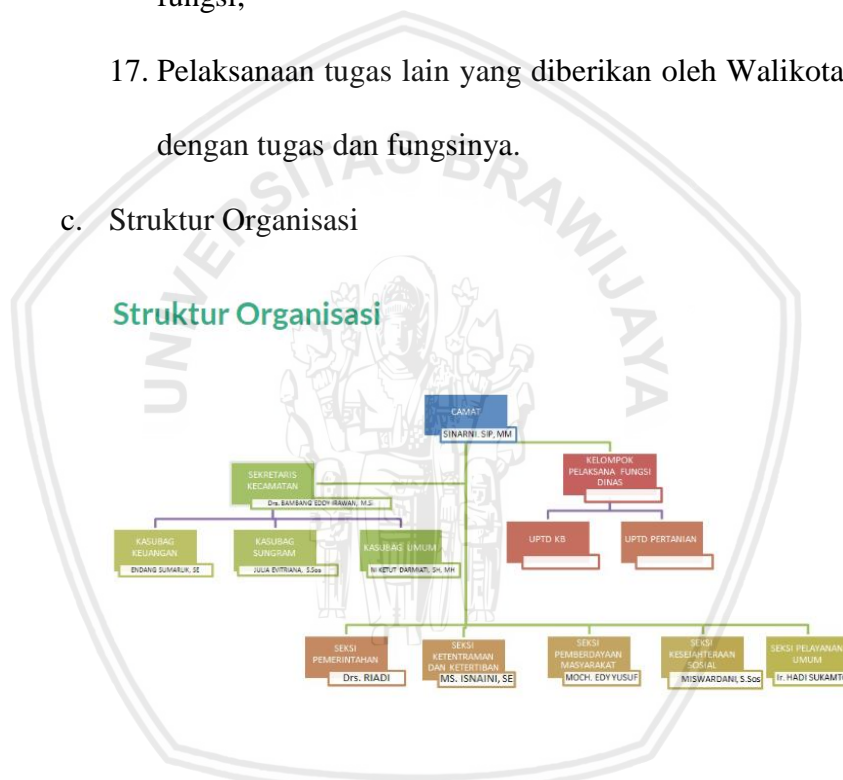 fungsi;
17. Pelaksanaan tugas lain yang diberikan oleh Walikota
dengan tugas dan fungsinya.
c. Struktur Organisasi
UNIVERSITAS BRAWIJAYA
Struktur Organisasi
CAMAT
SINARNI. SIP, MM
KELOMPOK
PELAKSANA FUNGSI
DINAS
SEKRETARIS
KECAMATAN
Drs. BAMBANG EDDY IRAWAN, M.Si
KASUBAG
KEUANGAN
ENDANG SUMARLIK, SE
KASUBAG
SUNGRAM
JULIA EVITRIANA, S.Sos
KASUBAG UMUM
NI KETUT DARMIATI, SH, MH
UPTD KB
UPTD PERTANIAN
SEKSI
PEMERINTAHAN
Drs. RIADI
SEKSI
KETENTRAMAN
DAN KETERTIBAN
MS. ISNAINI, SE
SEKSI
PEMBERDAYAAN
MASYARAKAT
MOCH. EDY YUSUF
SEKSI
KESEJAHTERAAN
SOSIAL
MISWARDANI, S.Sos
SEKSI PELAYANAN
UMUM
Ir. HADI SUKAMTO